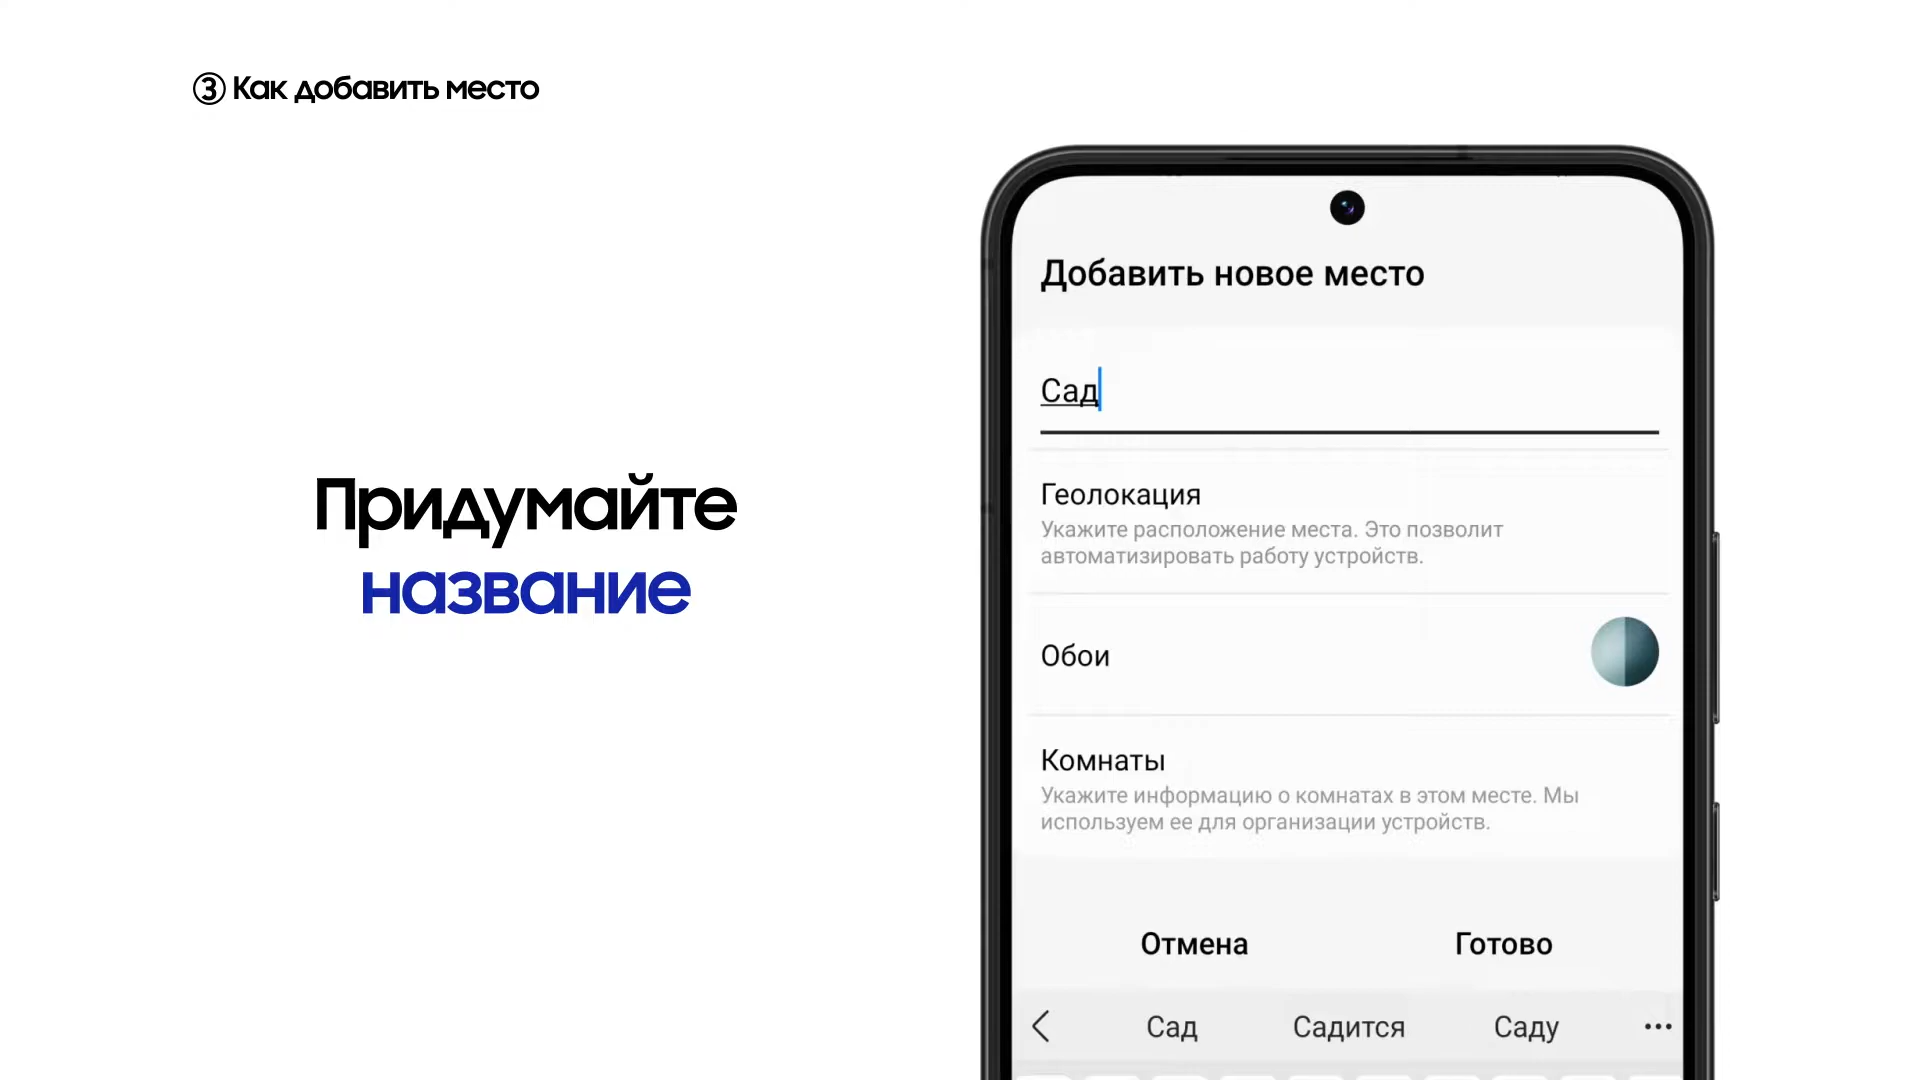 ③ Как добавить место
Придумайте
название
Добавить новое место
Сад
Геолокация
Укажите расположение места. Это позволит
автоматизировать работу устройств.
Обои
Комнаты
Укажите информацию о комнатах в этом месте. Мы
используем ее для организации устройств.
Отмена Готово
Сад Садится Саду